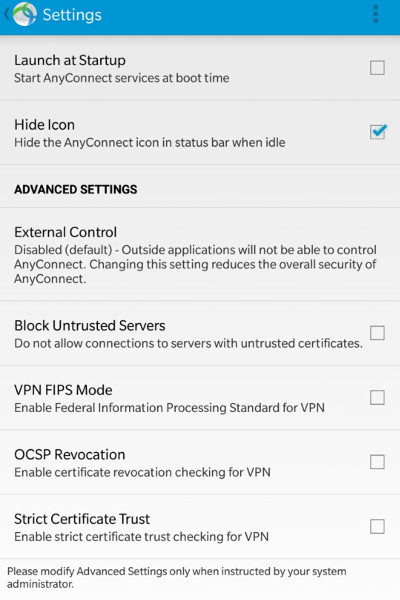 Settings
Launch at Startup
Start AnyConnect services at boot time
Hide Icon
Hide the AnyConnect icon in status bar when idle
ADVANCED SETTINGS
External Control
Disabled (default) - Outside applications will not be able to control
AnyConnect. Changing this setting reduces the overall security of
AnyConnect.
Block Untrusted Servers
Do not allow connections to servers with untrusted certificates.
VPN FIPS Mode
Enable Federal Information Processing Standard for VPN
OCSP Revocation
Enable certificate revocation checking for VPN
Strict Certificate Trust
Enable strict certificate trust checking for VPN
Please modify Advanced Settings only when instructed by your system
administrator.